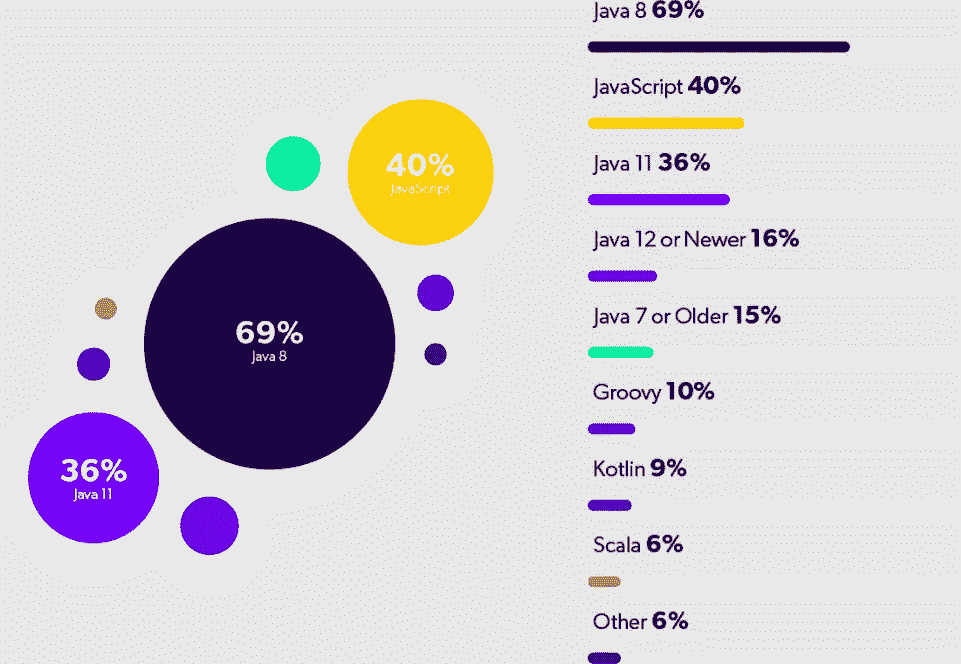 40%
JavaScript
69%
Java 8
36%
Java 11
Java 8 69%
JavaScript 40%
Java 11 36%
Java 12 or Newer 16%
Java 7 or Older 15%
Groovy 10%
Kotlin 9%
Scala 6%
Other 6%